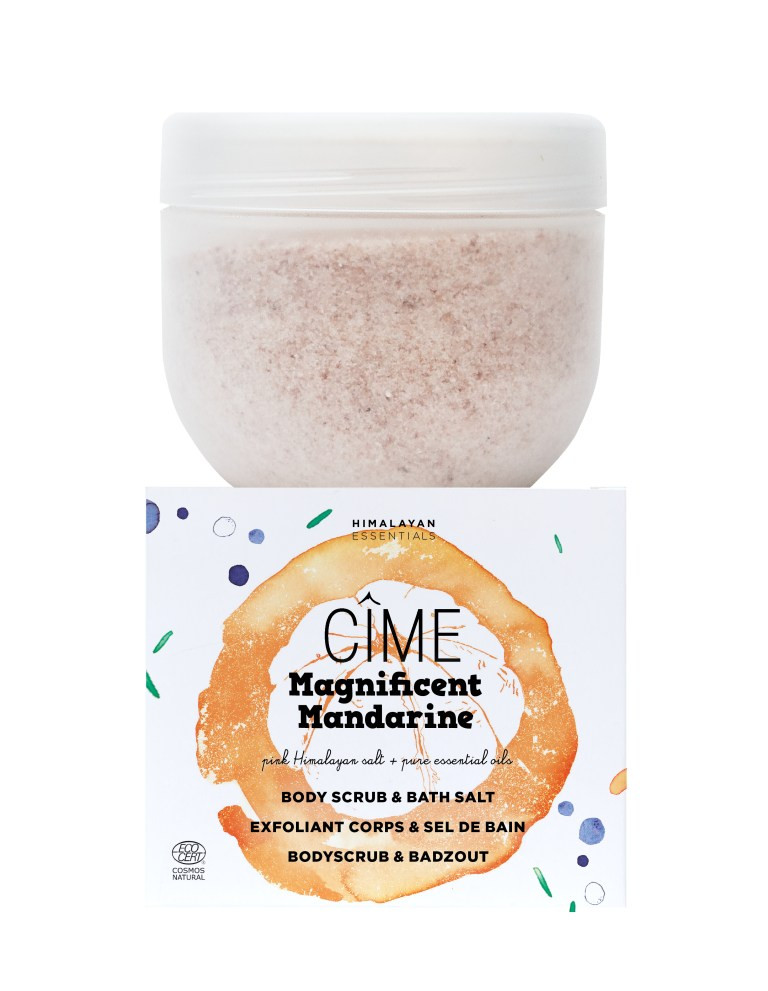 HIMALAYAN
ESSENTIALS
CÎME
Magnificent
Mandarine
pink Himalayan salt + pure essential oils
BODY SCRUB & BATH SALT
EXFOLIANT CORPS & SEL DE BAIN
BODYSCRUB & BADZOUT
ECO
CERT
COSMOS
NATURAL